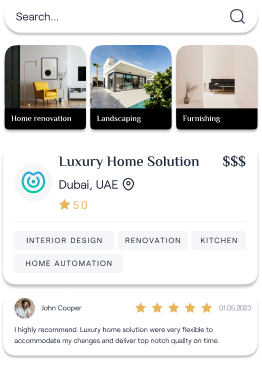 Search...
Home renovation
Landscaping
Furnishing
Luxury Home Solution $$$
Dubai, UAE
5.0
INTERIOR DESIGN RENOVATION KITCHEN
HOME AUTOMATION
John Cooper 01.05.2023
I highly recommend. Luxury home solution were very flexible to
accommodate my changes and deliver top notch quality on time.